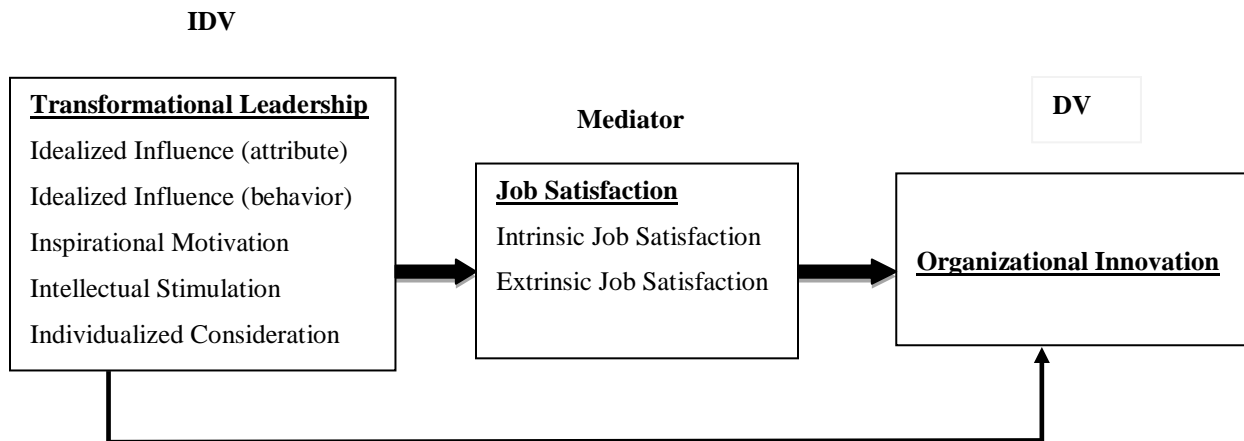 IDV
Transformational Leadership
Idealized Influence (attribute)
Idealized Influence (behavior)
Inspirational Motivation
Intellectual Stimulation
Individualized Consideration
Mediator
Job Satisfaction
Intrinsic Job Satisfaction
Extrinsic Job Satisfaction
DV
Organizational Innovation